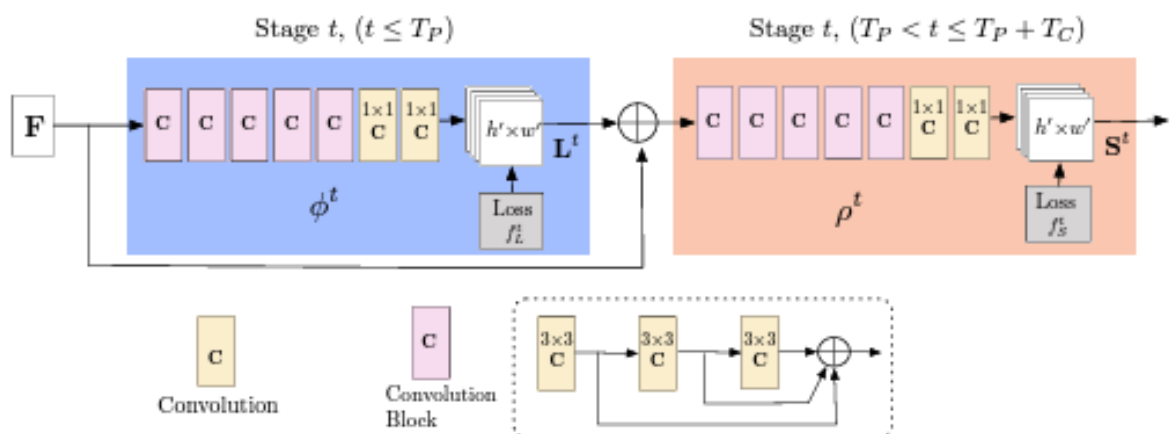 Stage t, (t ≤ T_P)
Stage t, (T_P < t ≤ T_P + T_C)
F
C C C C C 1×1 C 1×1 C
h′×w′
L^t
Loss
f_L^t
ϕ^t
C C C C C 1×1 C 1×1 C
h′×w′
S^t
Loss
f_S^t
ρ^t
C
Convolution
C
Convolution
Block
3×3 C 3×3 C 3×3 C